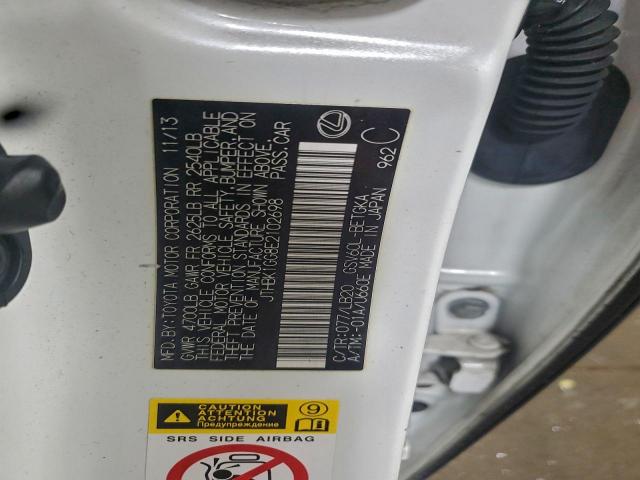 MFD.BY:TOYOTA MOTOR CORPORATION 11/13
GVWR 4700LB GAWR FR 2625LB RR 2540LB
THIS VEHICLE CONFORMS TO ALL APPLICABLE
FEDERAL MOTOR VEHICLE SAFETY, BUMPER, AND
THEFT PREVENTION STANDARDS IN EFFECT ON
THE DATE OF MANUFACTURE SHOWN ABOVE.
JTHBK1GG8E2102698 PASS.CAR
C/TR:077/LB20 GSV60L-BETGKA 962 C
A/TM:-01A/U660E MADE IN JAPAN
CAUTION
ATTENTION
ACHTUNG
Предупреждение
9
SRS SIDE AIRBAG